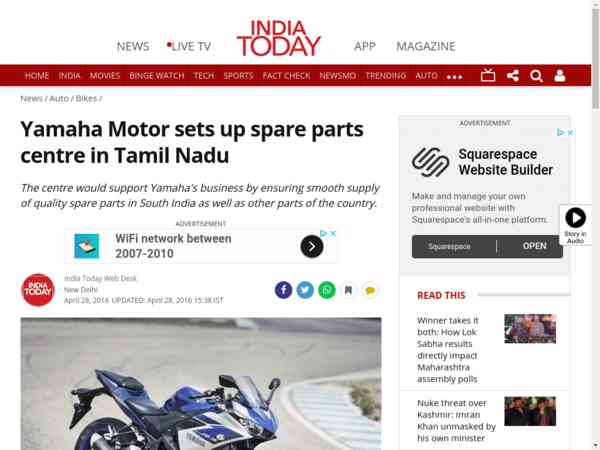 NEWS
LIVE TV
INDIA
TODAY
APP
MAGAZINE
HOME INDIA MOVIES BINGE WATCH TECH SPORTS FACT CHECK NEWSMO TRENDING AUTO
News / Auto / Bikes /
Yamaha Motor sets up spare parts
centre in Tamil Nadu
The centre would support Yamaha's business by ensuring smooth supply
of quality spare parts in South India as well as other parts of the country.
ADVERTISEMENT
WiFi network between
2007-2010
INDIA
TODAY
India Today Web Desk
New Delhi
April 28, 2016 UPDATED: April 28, 2016 15:38 IST
YAMAHA
ADVERTISEMENT
Squarespace
Website Builder
Make and manage your own
professional website with
Squarespace's all-in-one platform.
Squarespace
OPEN
Story in
Audio
READ THIS
Winner takes it
both: How Lok
Sabha results
directly impact
Maharashtra
assembly polls
Nuke threat over
Kashmir: Imran
Khan unmasked by
his own minister